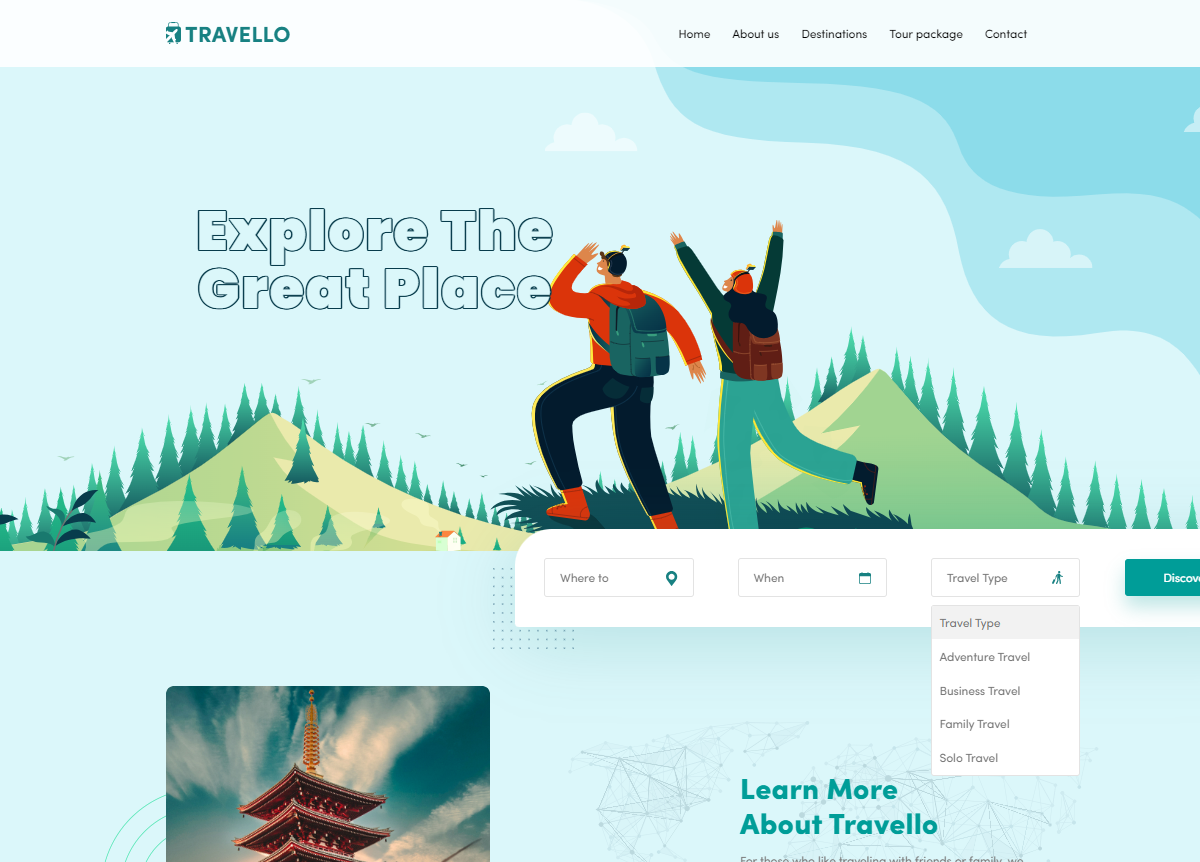 TRAVELLO
Home
About us
Destinations
Tour package
Contact
Explore The
Great Place
Where to
When
Travel Type
Travel Type
Adventure Travel
Business Travel
Family Travel
Solo Travel
Learn More
About Travello
For those who like traveling with friends or family, we